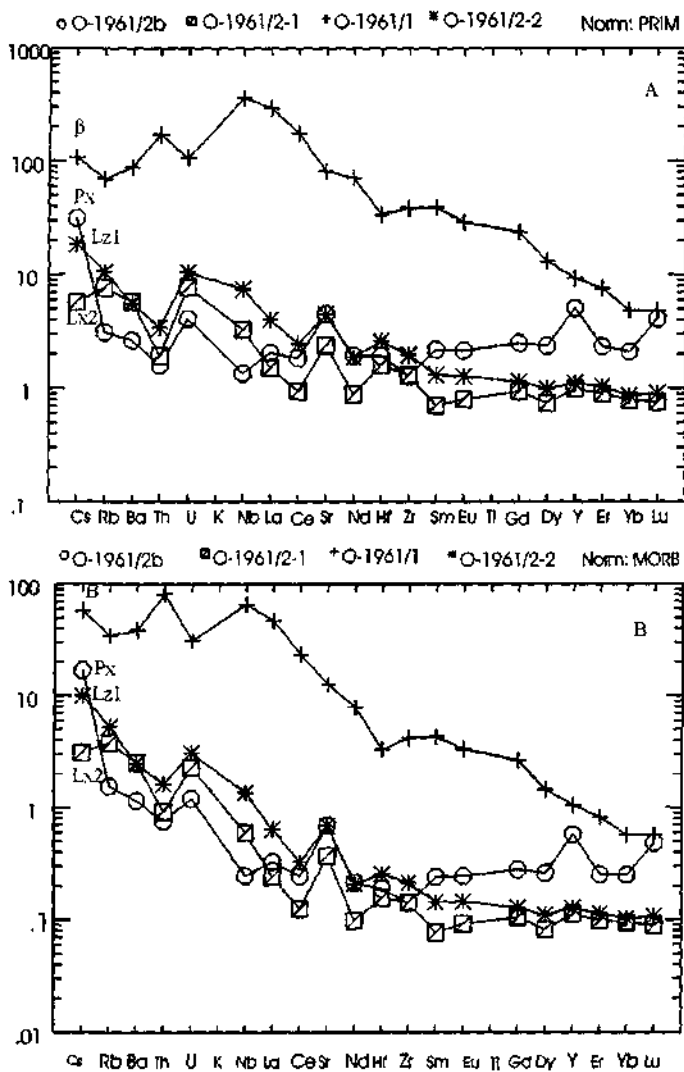 O-1961/2b O-1961/2-1 + O-1961/1 * O-1961/2-2 Norm: PRIM
1000
A
β
100
Px
Lz1
10
Lx2
1
.1
Cs Rb Ba Th U K Nb La Ce Sr Nd Hf Zr Sm Eu Tl Gd Dy Y Er Yb Lu
O-1961/2b O-1961/2-1 + O-1961/1 * O-1961/2-2 Norm: MORB
B
100
B
Px
10
Lz1
Lx2
1
.1
.01
Cs Rb Ba Th U K Nb La Ce Sr Nd Hf Zr Sm Eu Tl Gd Dy Y Er Yb Lu